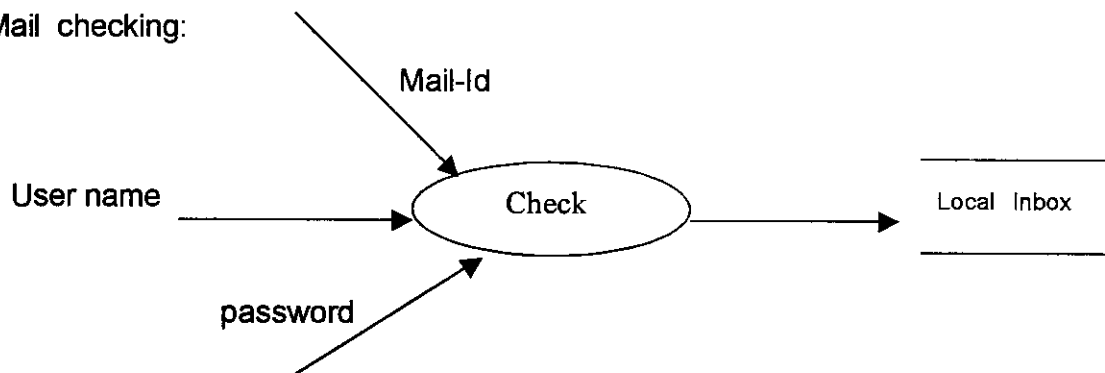 Mail checking:
Mail-Id
User name
Check
Local Inbox
password